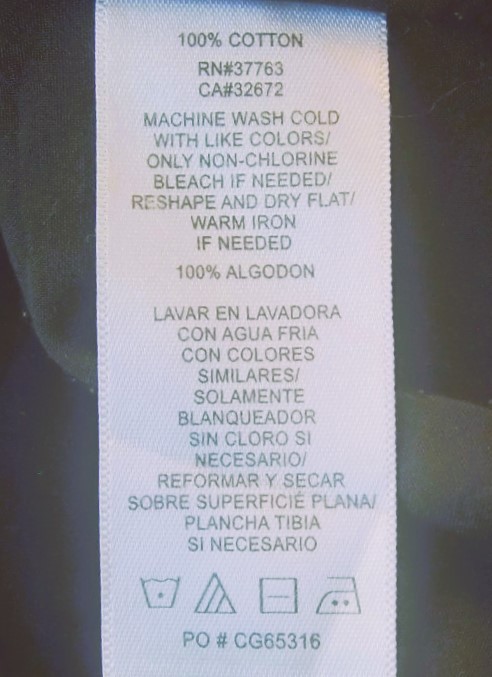 100% COTTON
RN#37763
CA#32672
MACHINE WASH COLD
WITH LIKE COLORS/
ONLY NON-CHLORINE
BLEACH IF NEEDED/
RESHAPE AND DRY FLAT/
WARM IRON
IF NEEDED
100% ALGODON
LAVAR EN LAVADORA
CON AGUA FRIA
CON COLORES
SIMILARES/
SOLAMENTE
BLANQUEADOR
SIN CLORO SI
NECESARIO/
REFORMAR Y SECAR
SOBRE SUPERFICIÉ PLANA/
PLANCHA TIBIA
SI NECESARIO
PO # CG65316